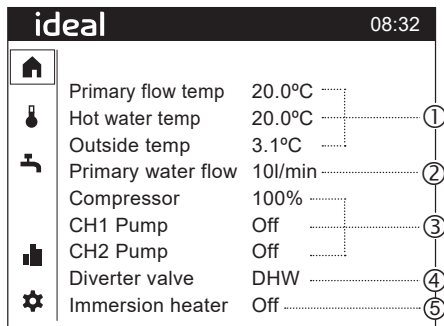 ideal 08:32
Primary flow temp 20.0ºC
Hot water temp 20.0ºC ①
Outside temp 3.1ºC
Primary water flow 10l/min ②
Compressor 100%
CH1 Pump Off ③
CH2 Pump Off
Diverter valve DHW ④
Immersion heater Off ⑤